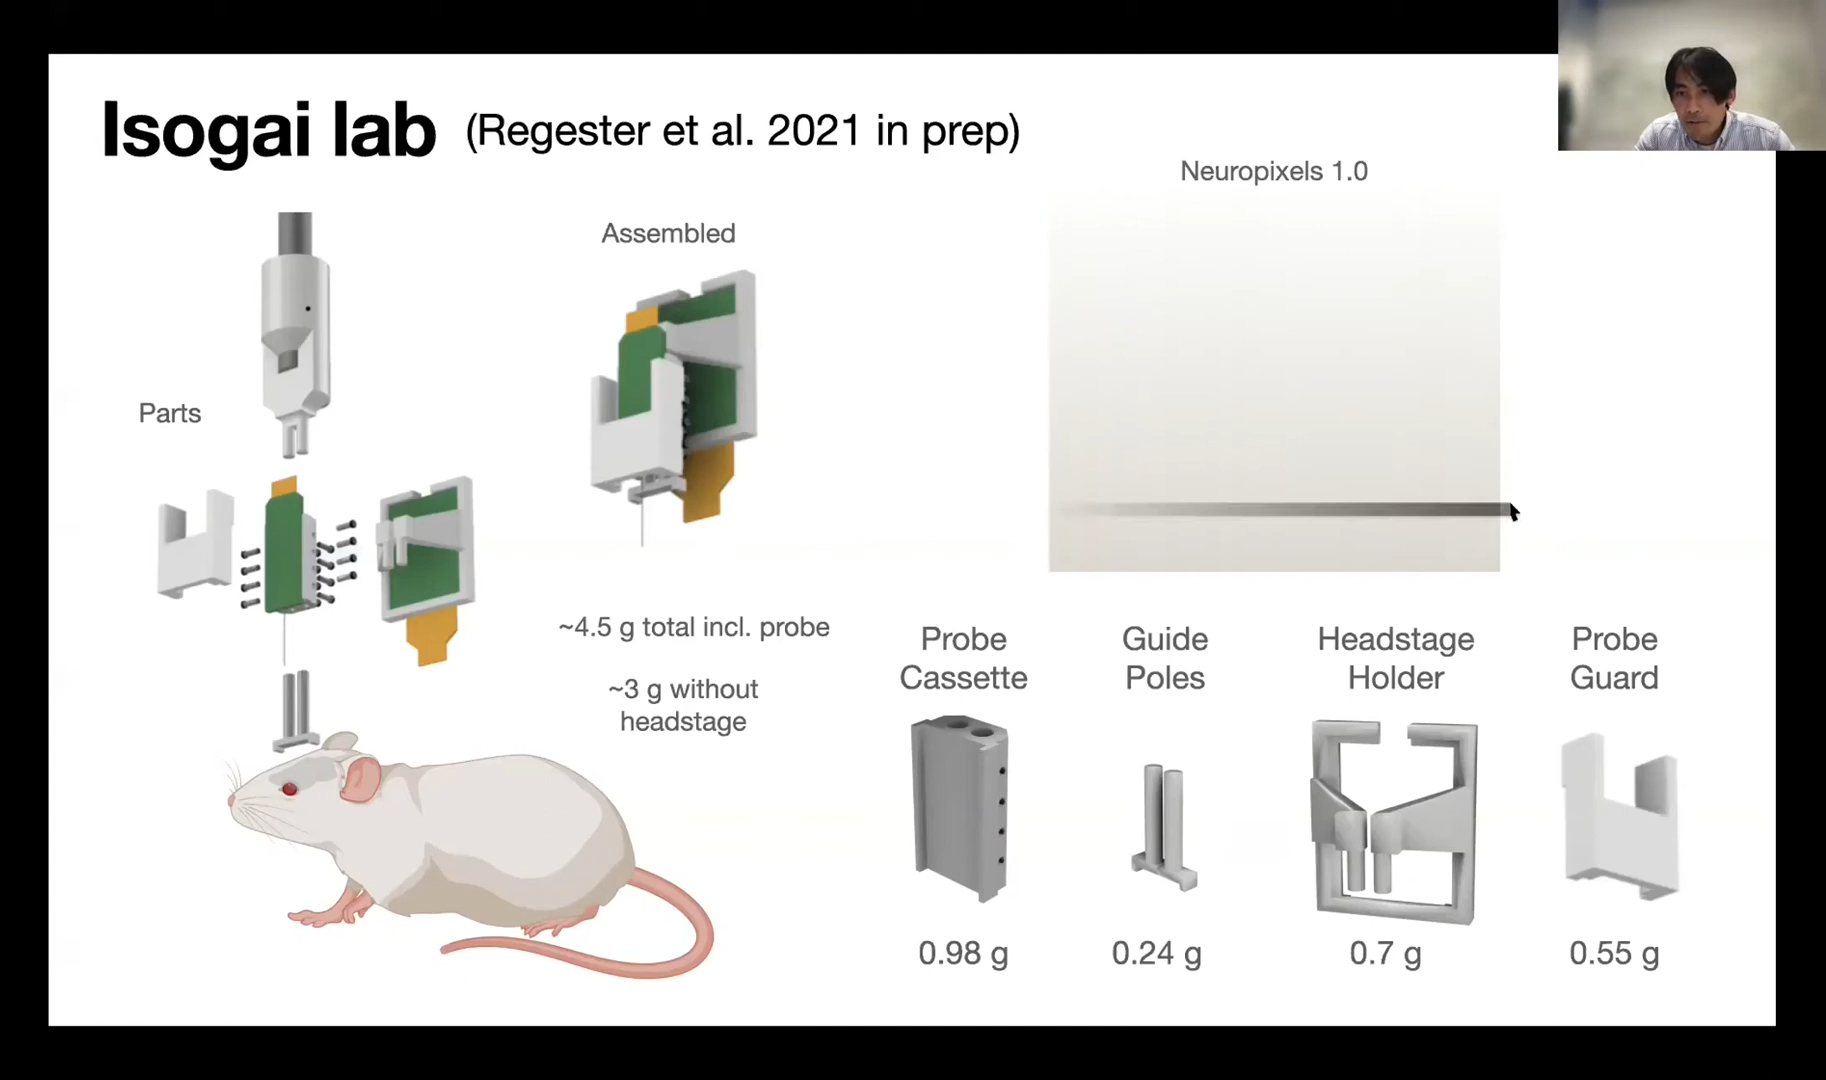 Isogai lab (Regester et al. 2021 in prep)
Neuropixels 1.0
Assembled
Parts
~4.5 g total incl. probe
~3 g without
headstage
Probe
Cassette
Guide
Poles
Headstage
Holder
Probe
Guard
0.98 g
0.24 g
0.7 g
0.55 g